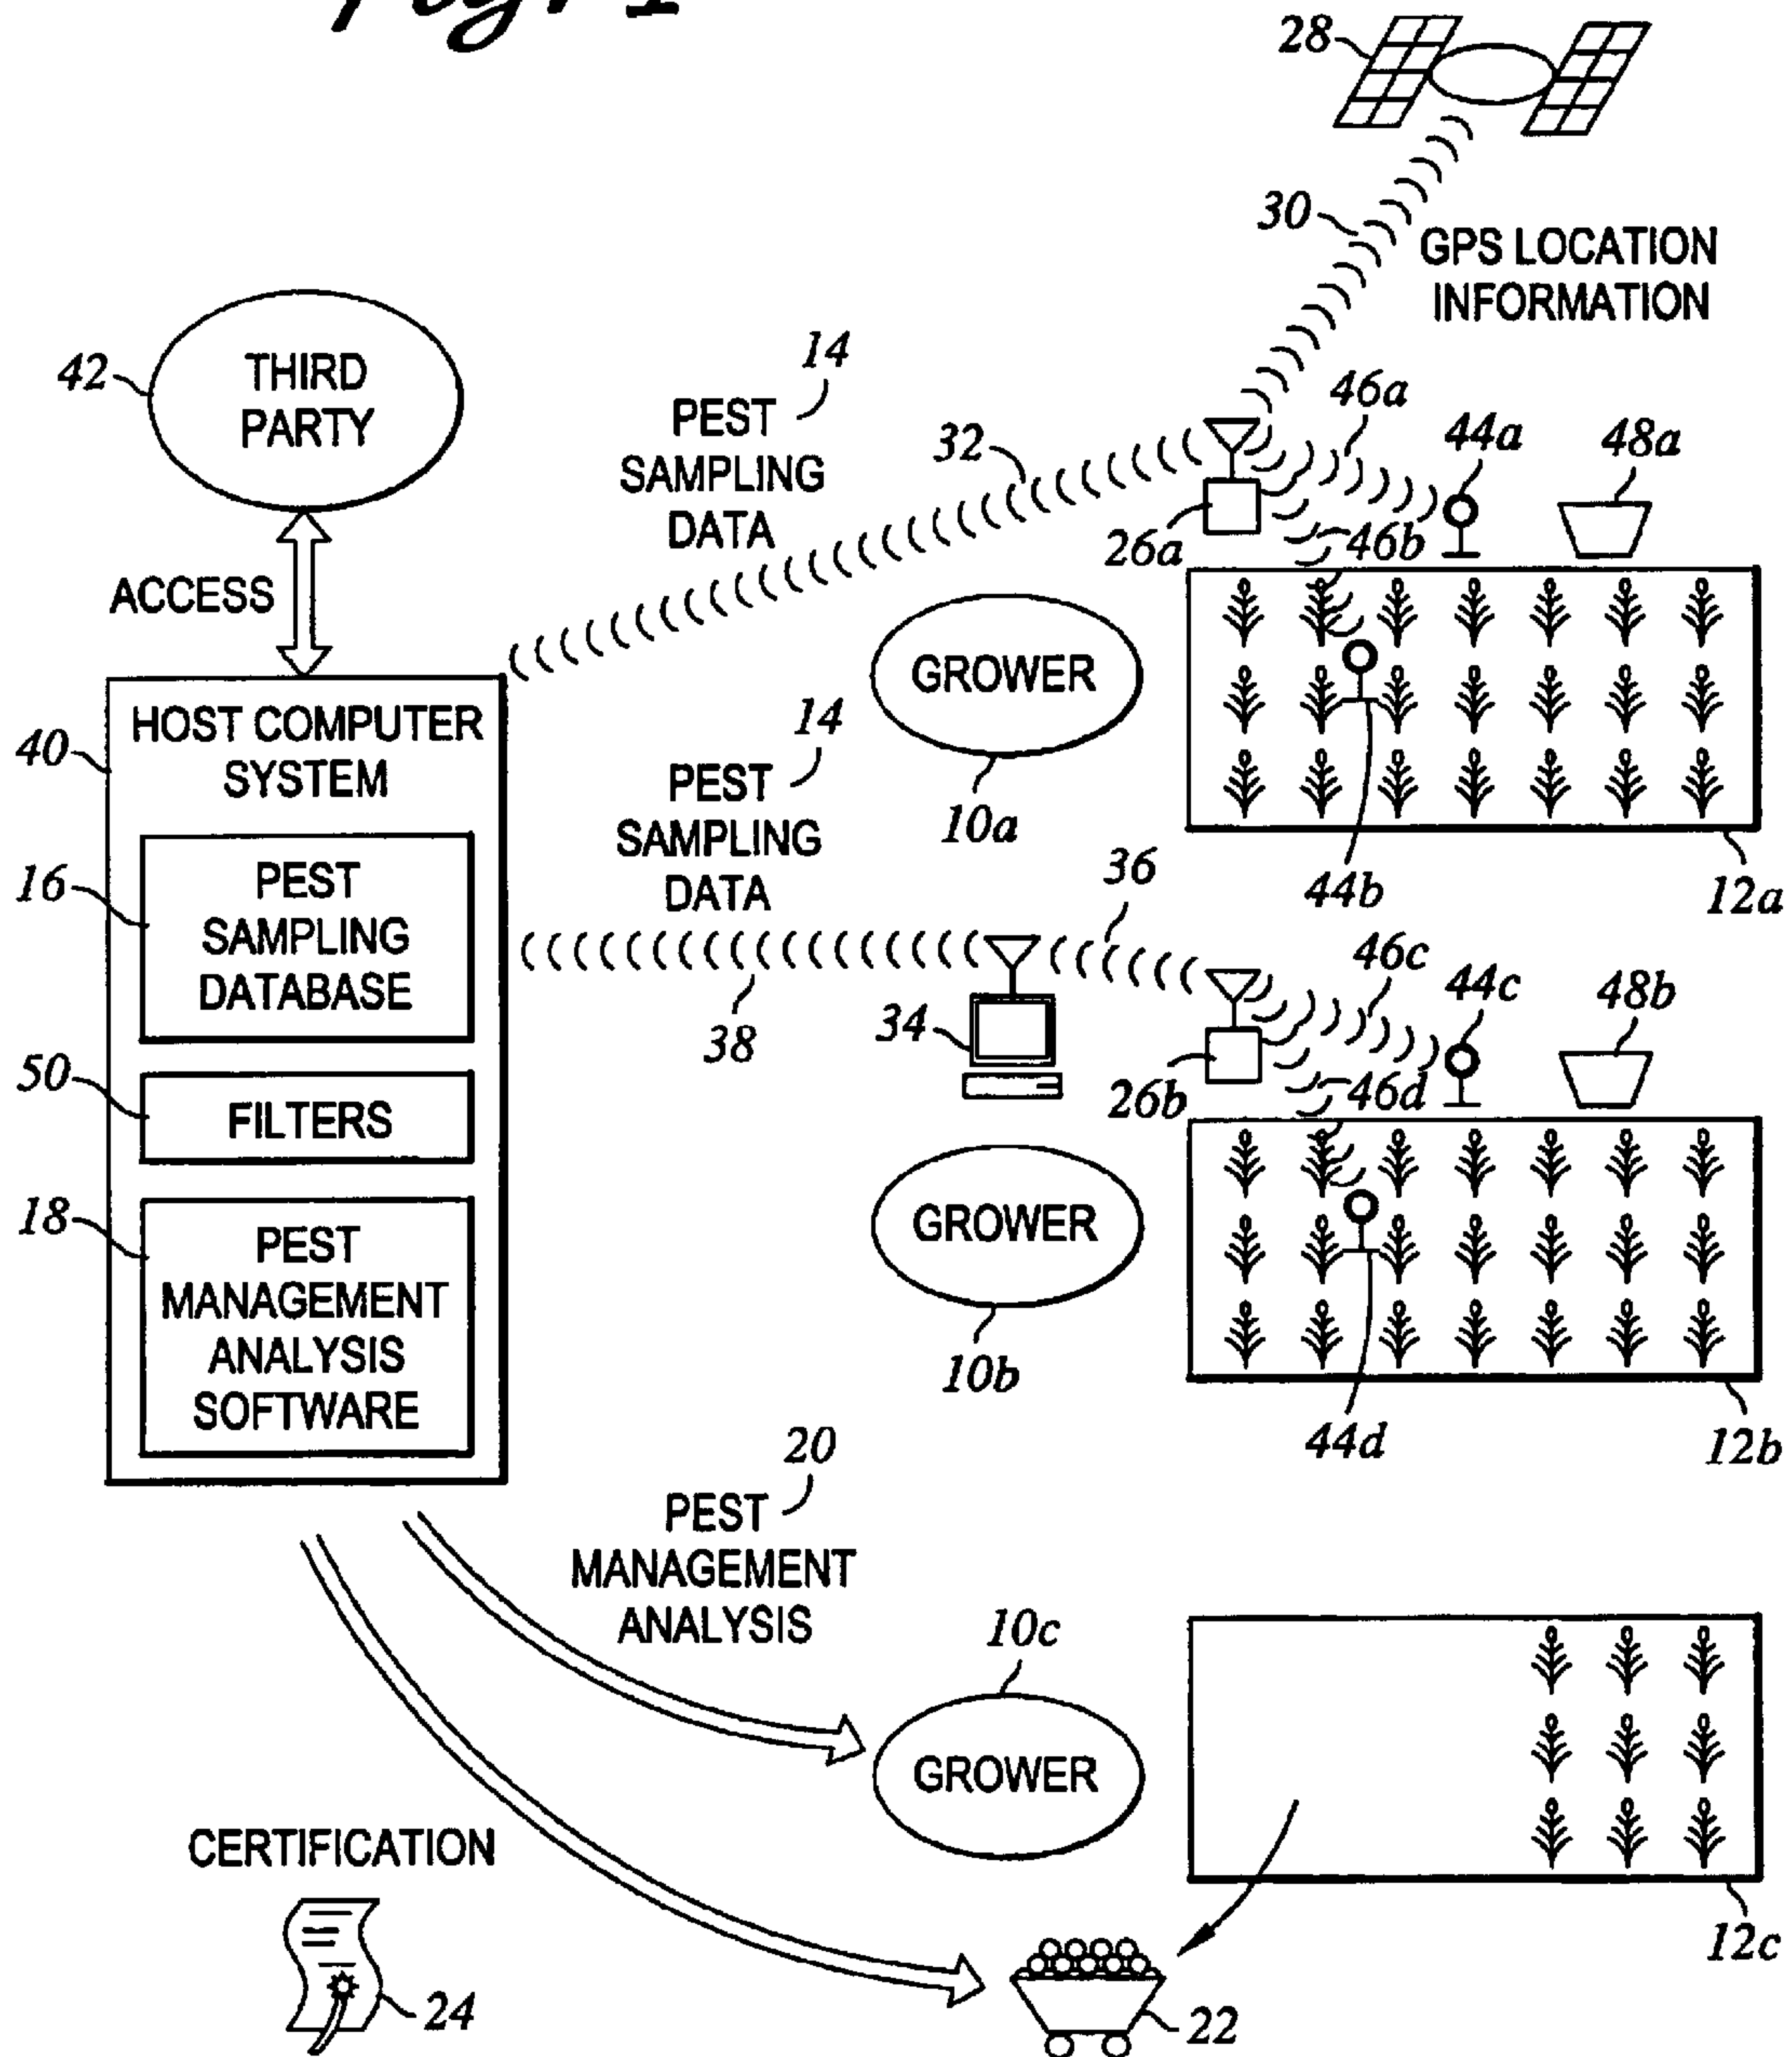 Fig. 1
28
30
GPS LOCATION
INFORMATION
42
THIRD
PARTY
14
PEST
SAMPLING
DATA
32
46a
44a
48a
26a
46b
ACCESS
GROWER
10a
44b
12a
40
HOST COMPUTER
SYSTEM
14
PEST
SAMPLING
DATA
16
PEST
SAMPLING
DATABASE
36
38
34
46c
44c
48b
26b
46d
50
FILTERS
18
PEST
MANAGEMENT
ANALYSIS
SOFTWARE
GROWER
10b
44d
12b
20
PEST
MANAGEMENT
ANALYSIS
10c
GROWER
12c
CERTIFICATION
24
22